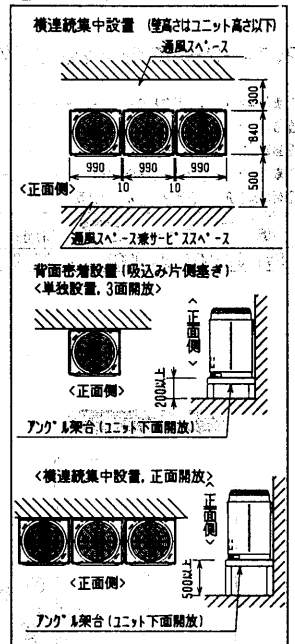 横連続集中設置 (壁高さはユニット高さ以下)
通風スペース
300
840
500
990 990 990
10 10
<正面側>
通風スペース兼サービススペース
背面密着設置(吸込み片側塞ぎ)
<単独設置,3面開放>
<正面側>
<正面側>
200以上
アングル架台(ユニット下面開放)
<横連続集中設置,正面開放>
<正面側>
<正面側>
500以上
アングル架台(ユニット下面開放)